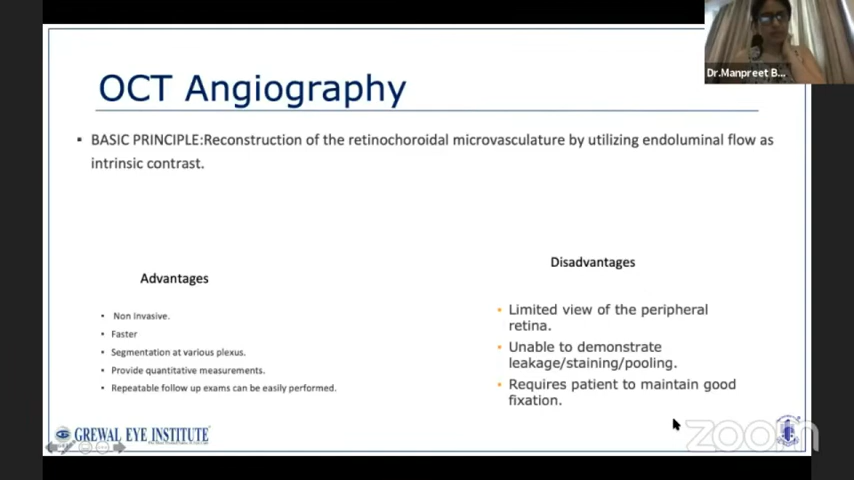 Dr.Manpreet B...
OCT Angiography
▪ BASIC PRINCIPLE:Reconstruction of the retinochoroidal microvasculature by utilizing endoluminal flow as
intrinsic contrast.
Advantages
• Non Invasive.
• Faster
• Segmentation at various plexus.
• Provide quantitative measurements.
• Repeatable follow up exams can be easily performed.
Disadvantages
• Limited view of the peripheral
retina.
• Unable to demonstrate
leakage/staining/pooling.
• Requires patient to maintain good
fixation.
GREWAL EYE INSTITUTE
zoom